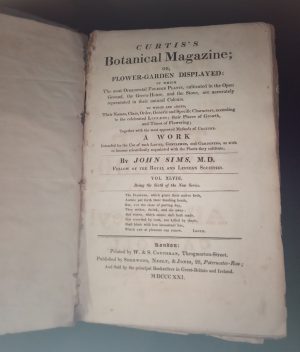 CURTIS'S
Botanical Magazine;
OR,
FLOWER-GARDEN DISPLAYED:
IN WHICH
The most Ornamental FOREIGN PLANTS, cultivated in the Open
Ground, the Green-House, and the Stove, are accurately
represented in their natural Colours.
TO WHICH ARE ADDED,
Their Names, Class, Order, Generic and Specific Characters, according
to the celebrated LINNÆUS; their Places of Growth,
and Times of Flowering;
Together with the most approved Methods of CULTURE.
A WORK
Intended for the Use of such LADIES, GENTLEMEN, and GARDENERS, as wish
to become scientifically acquainted with the Plants they cultivate.
BY JOHN SIMS, M.D.
FELLOW OF THE ROYAL AND LINNEAN SOCIETIES.
VOL. XLVIII.
Being the Sixth of the New Series.
London:
Printed by W. & S. COUCHMAN, Throgmorton-Street.
Published by SHERWOOD, NEELY, & JONES, 20, Paternoster-Row;
And Sold by the principal Booksellers in Great-Britain and Ireland.
MDCCCXXI.